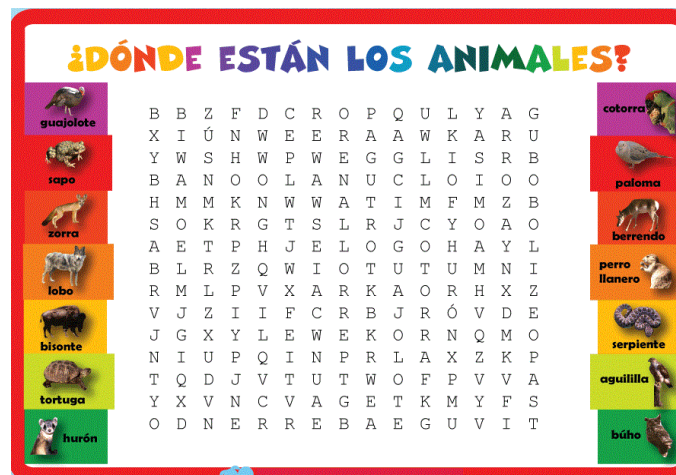 ¿DÓNDE ESTÁN LOS ANIMALES?
guajolote
sapo
zorra
lobo
bisonte
tortuga
hurón
B B Z F D C R O P Q U L Y A G
X I Ú N W E E R A A W K A R U
Y W S H W P W E G G L I S R B
B A N O O L A N U C L O I O O
H M M K N W W A T I M F M Z B
S O K R G T S L R J C Y O A O
A E T P H J E L O G O H A Y L
B L R Z Q W I O T U T U M N I
R M L P V X A R K A O R H X Z
V J Z I I F C R B J R Ó V D E
J G X Y L E W E K O R N Q M O
N I U P Q I N P R L A X Z K P
T Q D J V T U T W O F P V V A
Y X V N C V A G E T K M Y F S
O D N E R R E B A E G U V I T
cotorra
paloma
berrendo
perro
llanero
serpiente
aguililla
búho